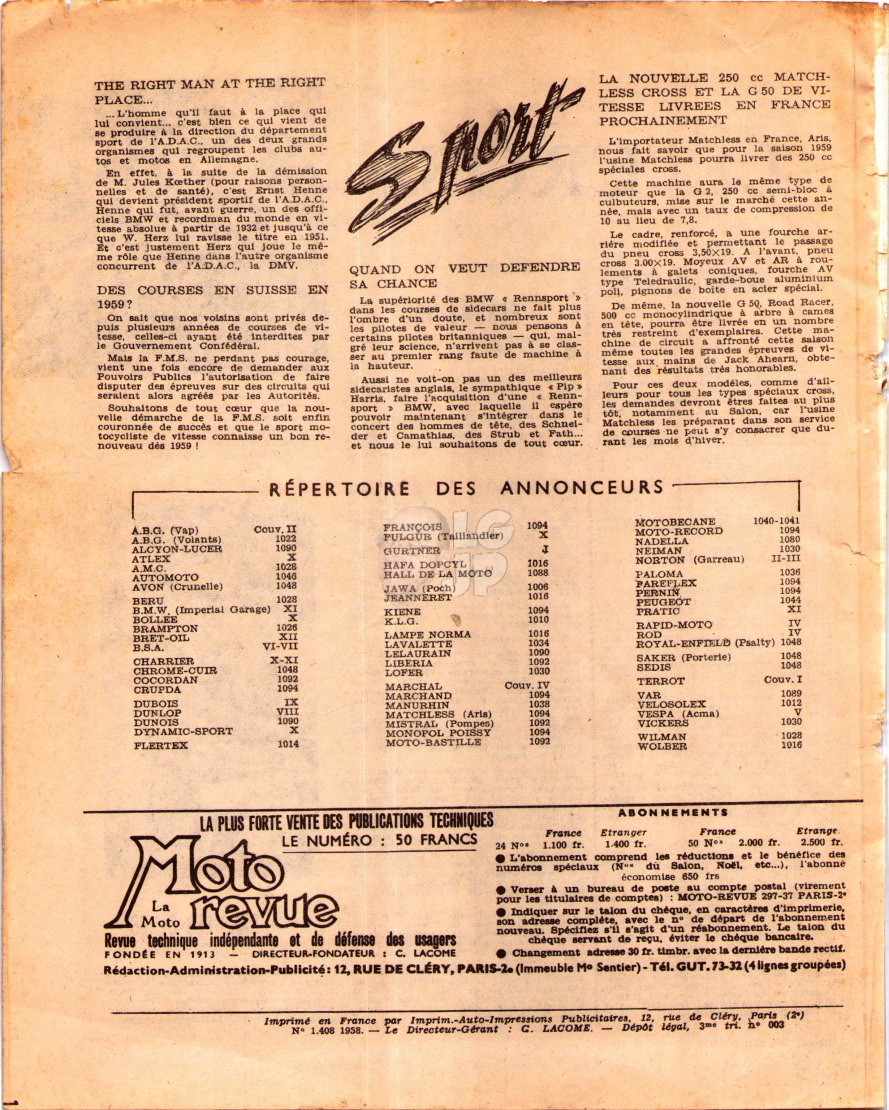 THE RIGHT MAN AT THE RIGHT
PLACE...
... L'homme qu'il faut à la place qui
lui convient... c'est bien ce qui vient de
se produire à la direction du département
sport de l'A.D.A.C., un des deux grands
organismes qui regroupent les clubs au-
tos et motos en Allemagne.
En effet, à la suite de la démission
de M. Jules Kœther (pour raisons person-
nelles et de santé), c'est Ernst Henne
qui devient président sportif de l'A.D.A.C.,
Henne qui fut, avant guerre, un des offi-
ciels BMW et recordman du monde en vi-
tesse absolue à partir de 1932 et jusqu'à ce
que W. Herz lui ravisse le titre en 1951.
Et c'est justement Herz qui joue le mê-
me rôle que Henne dans l'autre organisme
concurrent de l'A.D.A.C., la DMV.
DES COURSES EN SUISSE EN
1959 ?
On sait que nos voisins sont privés de-
puis plusieurs années de courses de vi-
tesse, celles-ci ayant été interdites par
le Gouvernement Confédéral.
Mais la F.M.S. ne perdant pas courage,
vient une fois encore de demander aux
Pouvoirs Publics l'autorisation de faire
disputer des épreuves sur des circuits qui
seraient alors agréés par les Autorités.
Souhaitons de tout cœur que la nou-
velle démarche de la F.M.S. soit enfin
couronnée de succès et que le sport mo-
tocycliste de vitesse connaisse un bon re-
nouveau dès 1959 !
Sport
QUAND ON VEUT DEFENDRE
SA CHANCE
La supériorité des BMW « Rennsport »
dans les courses de sidecars ne fait plus
l'ombre d'un doute, et nombreux sont
les pilotes de valeur — nous pensons à
certains pilotes britanniques — qui, mal-
gré leur science, n'arrivent pas à se clas-
ser au premier rang faute de machine à
la hauteur.
Aussi ne voit-on pas un des meilleurs
sidecaristes anglais, le sympathique « Pip »
Harris, faire l'acquisition d'une « Renn-
sport » BMW, avec laquelle il espère
pouvoir maintenant s'intégrer dans le
concert des hommes de tête, des Schnei-
der et Camathias, des Strub et Fath...
et nous le lui souhaitons de tout cœur.
LA NOUVELLE 250 cc MATCH-
LESS CROSS ET LA G 50 DE VI-
TESSE LIVREES EN FRANCE
PROCHAINEMENT
L'importateur Matchless en France, Aris,
nous fait savoir que pour la saison 1959
l'usine Matchless pourra livrer des 250 cc
spéciales cross.
Cette machine aura le même type de
moteur que la G 2, 250 cc semi-bloc à
culbuteurs, mise sur le marché cette an-
née, mais avec un taux de compression de
10 au lieu de 7,8.
Le cadre, renforcé, a une fourche ar-
rière modifiée et permettant le passage
du pneu cross 3,50×19. A l'avant, pneu
cross 3.00×19. Moyeux AV et AR à rou-
lements à galets coniques, fourche AV
type Teledraulic, garde-boue aluminium
poli, pignons de boîte en acier spécial.
De même, la nouvelle G 50, Road Racer,
500 cc monocylindrique à arbre à cames
en tête, pourra être livrée en un nombre
très restreint d'exemplaires. Cette ma-
chine de circuit a affronté cette saison
même toutes les grandes épreuves de vi-
tesse aux mains de Jack Ahearn, obte-
nant des résultats très honorables.
Pour ces deux modèles, comme d'ail-
leurs pour tous les types spéciaux cross,
les demandes devront êtres faites au plus
tôt, notamment au Salon, car l'usine
Matchless les préparant dans son service
de courses ne peut s'y consacrer que du-
rant les mois d'hiver.
RÉPERTOIRE DES ANNONCEURS
A.B.G. (Vap) Couv. II
A.B.G. (Volants) 1022
ALCYON-LUCER 1090
ATLEX X
A.M.C. 1028
AUTOMOTO 1046
AVON (Crunelle) 1048
BERU 1028
B.M.W. (Imperial Garage) XI
BOLLEE X
BRAMPTON 1026
BRET-OIL XII
B.S.A. VI-VII
CHARRIER X-XI
CHROME-CUIR 1048
COCORDAN 1092
CRUPDA 1094
DUBOIS IX
DUNLOP VIII
DUNOIS 1090
DYNAMIC-SPORT X
FLERTEX 1014
FRANÇOIS 1094
FULGUR (Taillandier) X
GURTNER J
HAFA DOPCYL 1016
HALL DE LA MOTO 1088
JAWA (Poch) 1006
JEANNERET 1016
KIENE 1094
K.L.G. 1010
LAMPE NORMA 1016
LAVALETTE 1034
LELAURAIN 1090
LIBERIA 1092
LOFER 1030
MARCHAL Couv. IV
MARCHAND 1094
MANURHIN 1038
MATCHLESS (Aris) 1094
MISTRAL (Pompes) 1092
MONOPOL POISSY 1094
MOTO-BASTILLE 1092
MOTOBECANE 1040-1041
MOTO-RECORD 1094
NADELLA 1080
NEIMAN 1030
NORTON (Garreau) II-III
PALOMA 1036
PAREFLEX 1094
PERNIN 1094
PEUGEOT 1044
PRATIC XI
RAPID-MOTO IV
ROD IV
ROYAL-ENFIELD (Psalty) 1048
SAKER (Porterie) 1048
SEDIS 1048
TERROT Couv. I
VAR 1089
VELOSOLEX 1012
VESPA (Acma) V
VICKERS 1030
WILMAN 1028
WOLBER 1016
BIG UP
LA PLUS FORTE VENTE DES PUBLICATIONS TECHNIQUES
LE NUMÉRO : 50 FRANCS
La Moto
Moto revue
Revue technique indépendante et de défense des usagers
FONDÉE EN 1913 — DIRECTEUR-FONDATEUR : C. LACOME
ABONNEMENTS
France Etranger France Etrange
24 Nos 1.100 fr. 1.400 fr. 50 Nos 2.000 fr. 2.500 fr.
● L'abonnement comprend les réductions et le bénéfice des
numéros spéciaux (Nos du Salon, Noël, etc...), l'abonné
économise 650 frs
● Verser à un bureau de poste au compte postal (virement
pour les titulaires de comptes) : MOTO-REVUE 297-37 PARIS-2e
● Indiquer sur le talon du chèque, en caractères d'imprimerie,
son adresse complète, avec le no de départ de l'abonnement
nouveau. Spécifiez s'il s'agit d'un réabonnement. Le talon du
chèque servant de reçu, éviter le chèque bancaire.
● Changement adresse 30 fr. timbr. avec la dernière bande rectif.
Rédaction-Administration-Publicité : 12, RUE DE CLÉRY, PARIS-2e (Immeuble Mo Sentier) - Tél. GUT. 73-32 (4 lignes groupées)
Imprimé en France par Imprim.-Auto-Impressions Publicitaires, 12, rue de Cléry, Paris (2e)
No 1.408 1958. — Le Directeur-Gérant : G. LACOME. — Dépôt légal, 3me tri. no 003